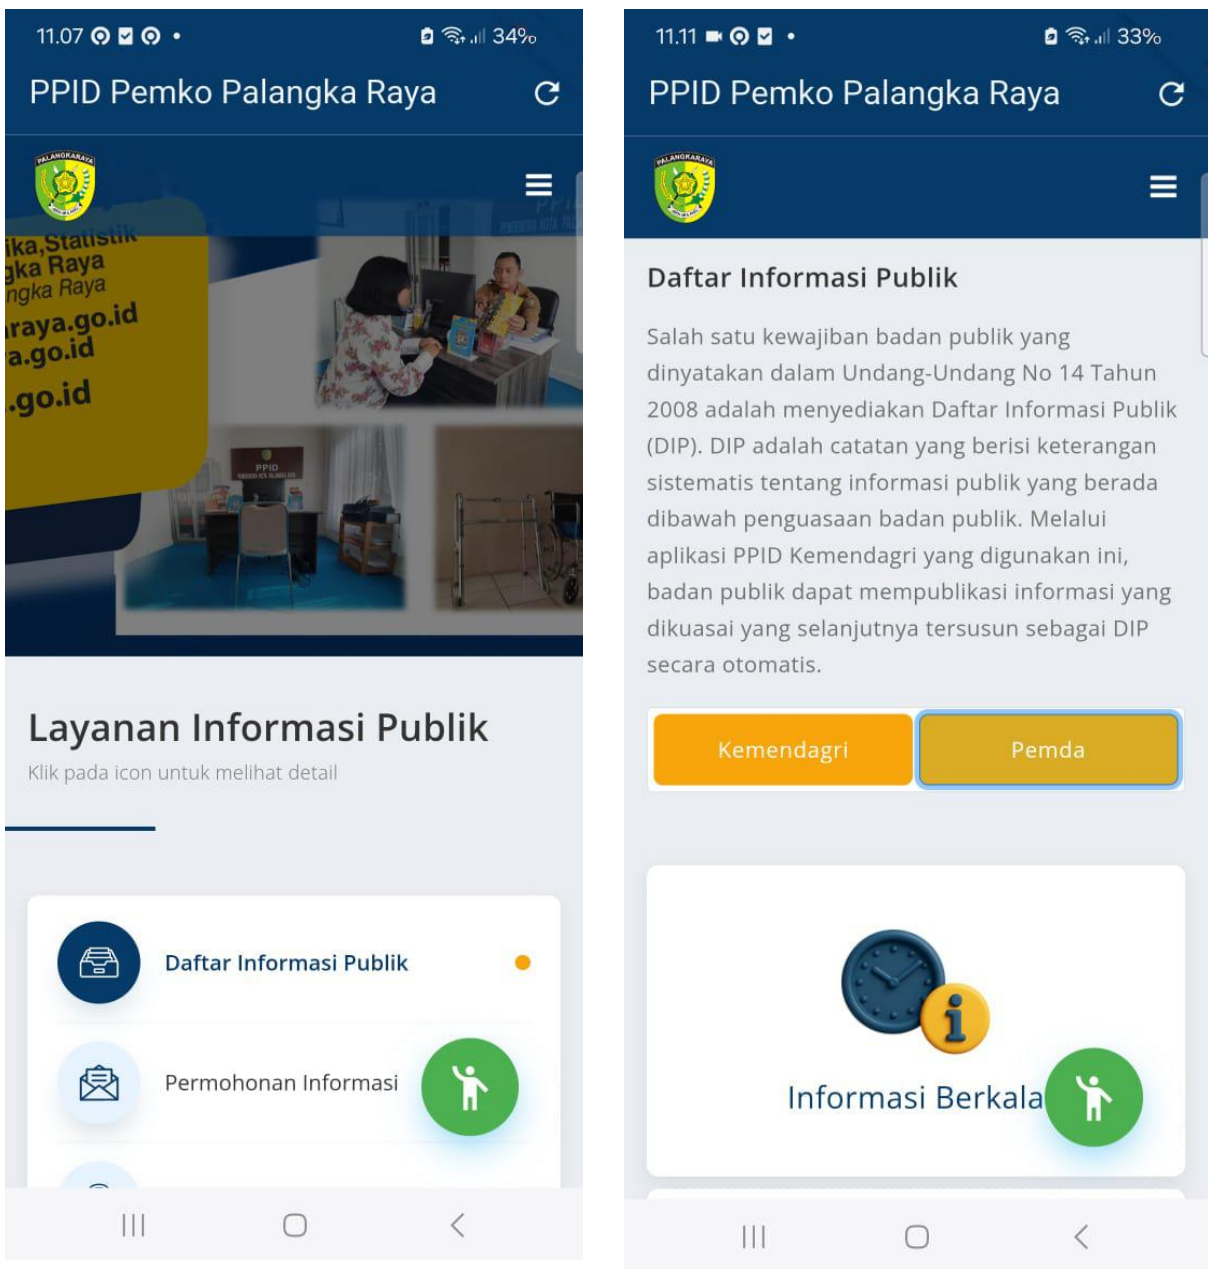 11.07
34%
PPID Pemko Palangka Raya
PALANGKARAYA
ika,Statistik
gka Raya
ngka Raya
araya.go.id
a.go.id
.go.id
PPID
Layanan Informasi Publik
Klik pada icon untuk melihat detail
Daftar Informasi Publik
Permohonan Informasi
11.11
33%
PPID Pemko Palangka Raya
PALANGKARAYA
Daftar Informasi Publik
Salah satu kewajiban badan publik yang
dinyatakan dalam Undang-Undang No 14 Tahun
2008 adalah menyediakan Daftar Informasi Publik
(DIP). DIP adalah catatan yang berisi keterangan
sistematis tentang informasi publik yang berada
dibawah penguasaan badan publik. Melalui
aplikasi PPID Kemendagri yang digunakan ini,
badan publik dapat mempublikasi informasi yang
dikuasai yang selanjutnya tersusun sebagai DIP
secara otomatis.
Kemendagri
Pemda
Informasi Berkala